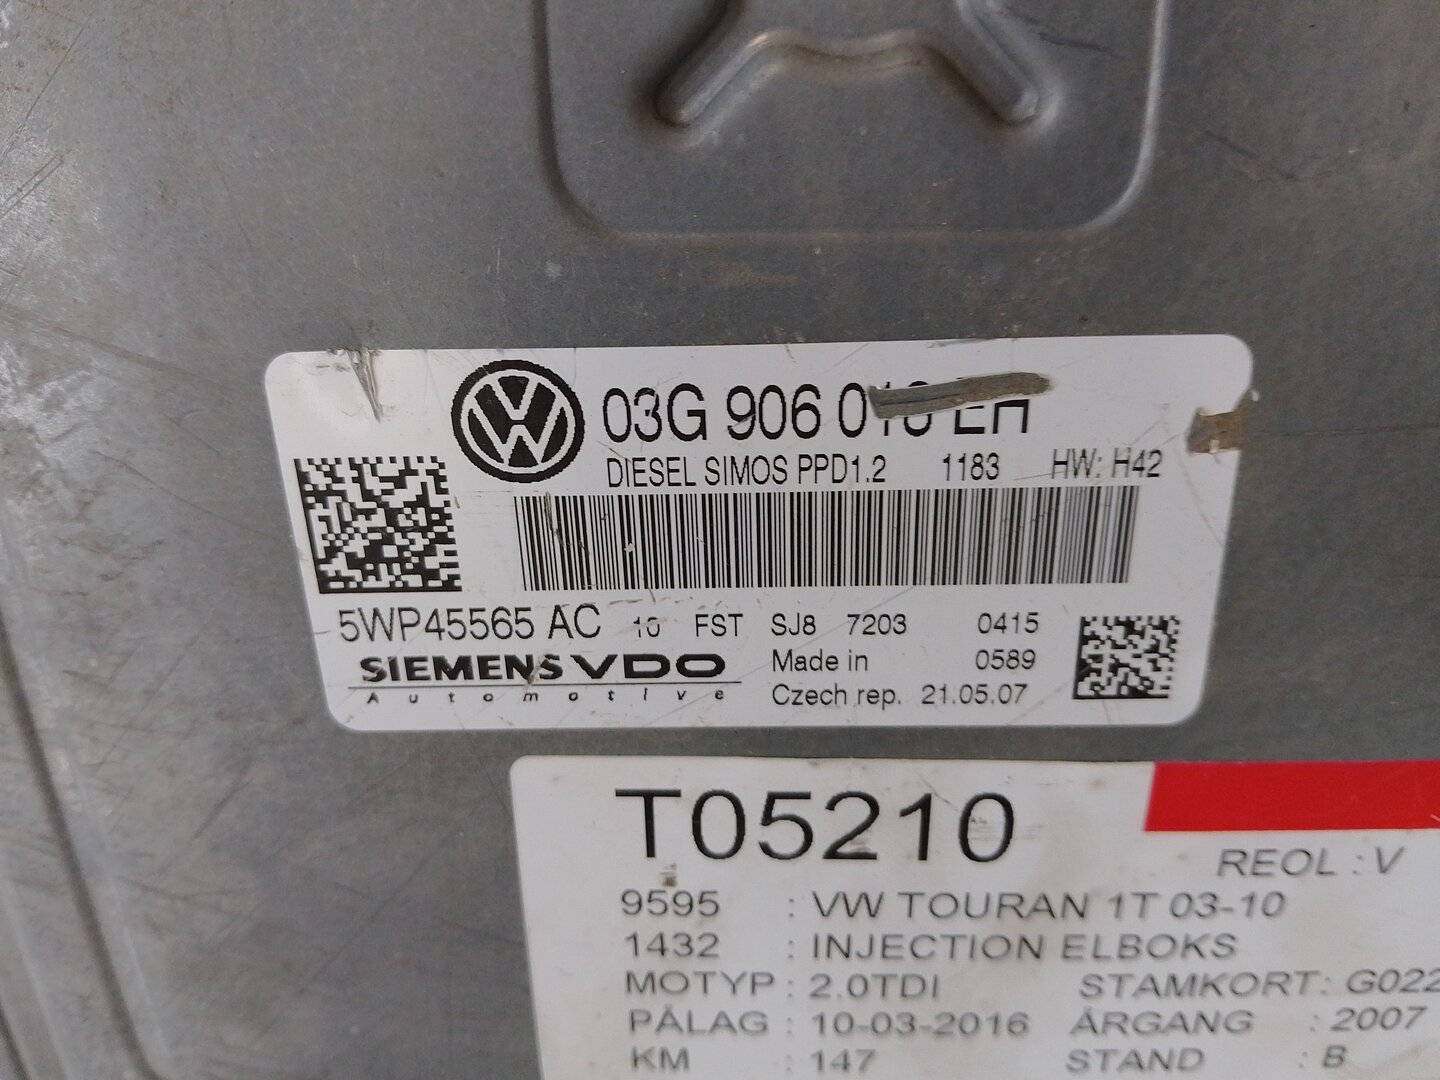 03G 906 018 EH
DIESEL SIMOS PPD1.2 1183 HW: H42
5WP45565 AC 10 FST SJ8 7203 0415
SIEMENS VDO Made in 0589
Automotive Czech rep. 21.05.07
T05210
REOL : V
9595 : VW TOURAN 1T 03-10
1432 : INJECTION ELBOKS
MOTYP : 2.0TDI STAMKORT: G022
PÅLAG : 10-03-2016 ÅRGANG : 2007
KM : 147 STAND : B